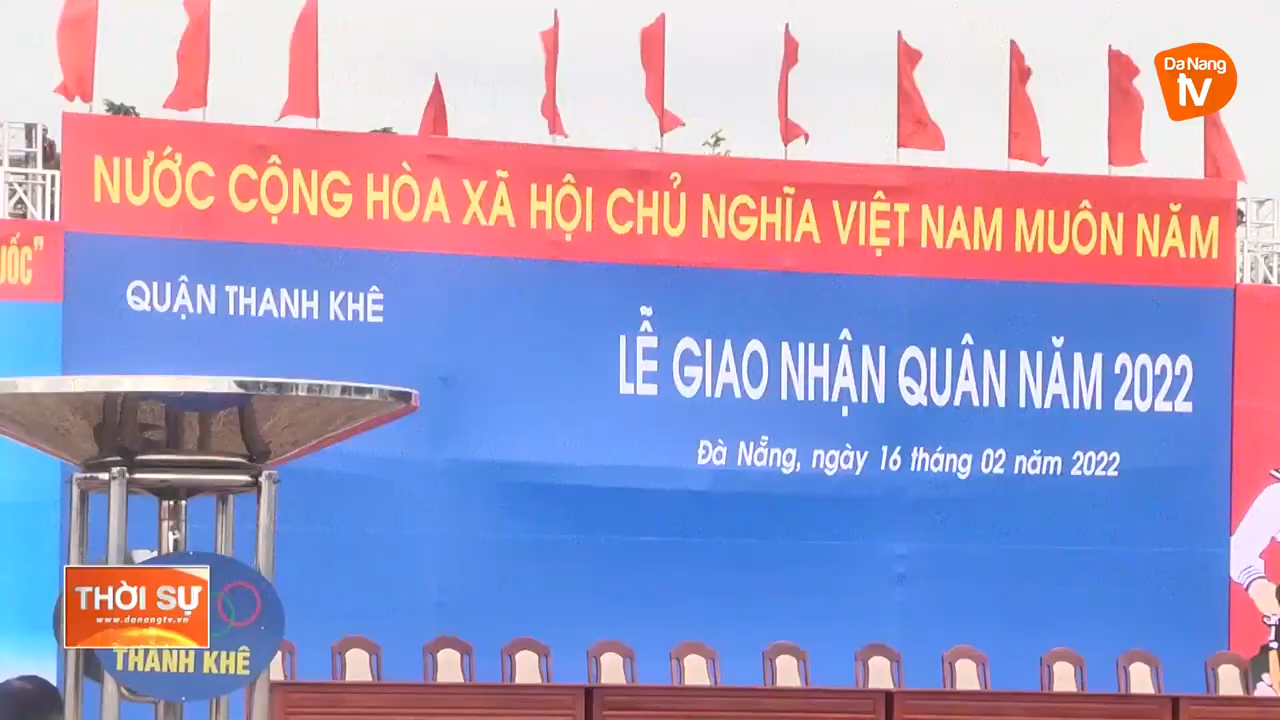 Da Nang
tv
NƯỚC CỘNG HÒA XÃ HỘI CHỦ NGHĨA VIỆT NAM MUÔN NĂM
QUẬN THANH KHÊ
LỄ GIAO NHẬN QUÂN NĂM 2022
Đà Nẵng, ngày 16 tháng 02 năm 2022
THỜI SỰ
www.danangtv.vn
THANH KHÊ